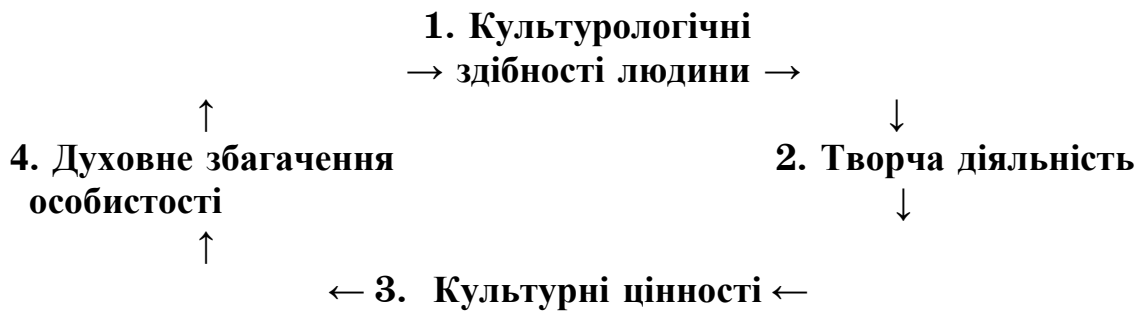 1. Культурологічні
→ здібності людини →
↑ ↓
4. Духовне збагачення 2. Творча діяльність
особистості ↓
↑
← 3. Культурні цінності ←